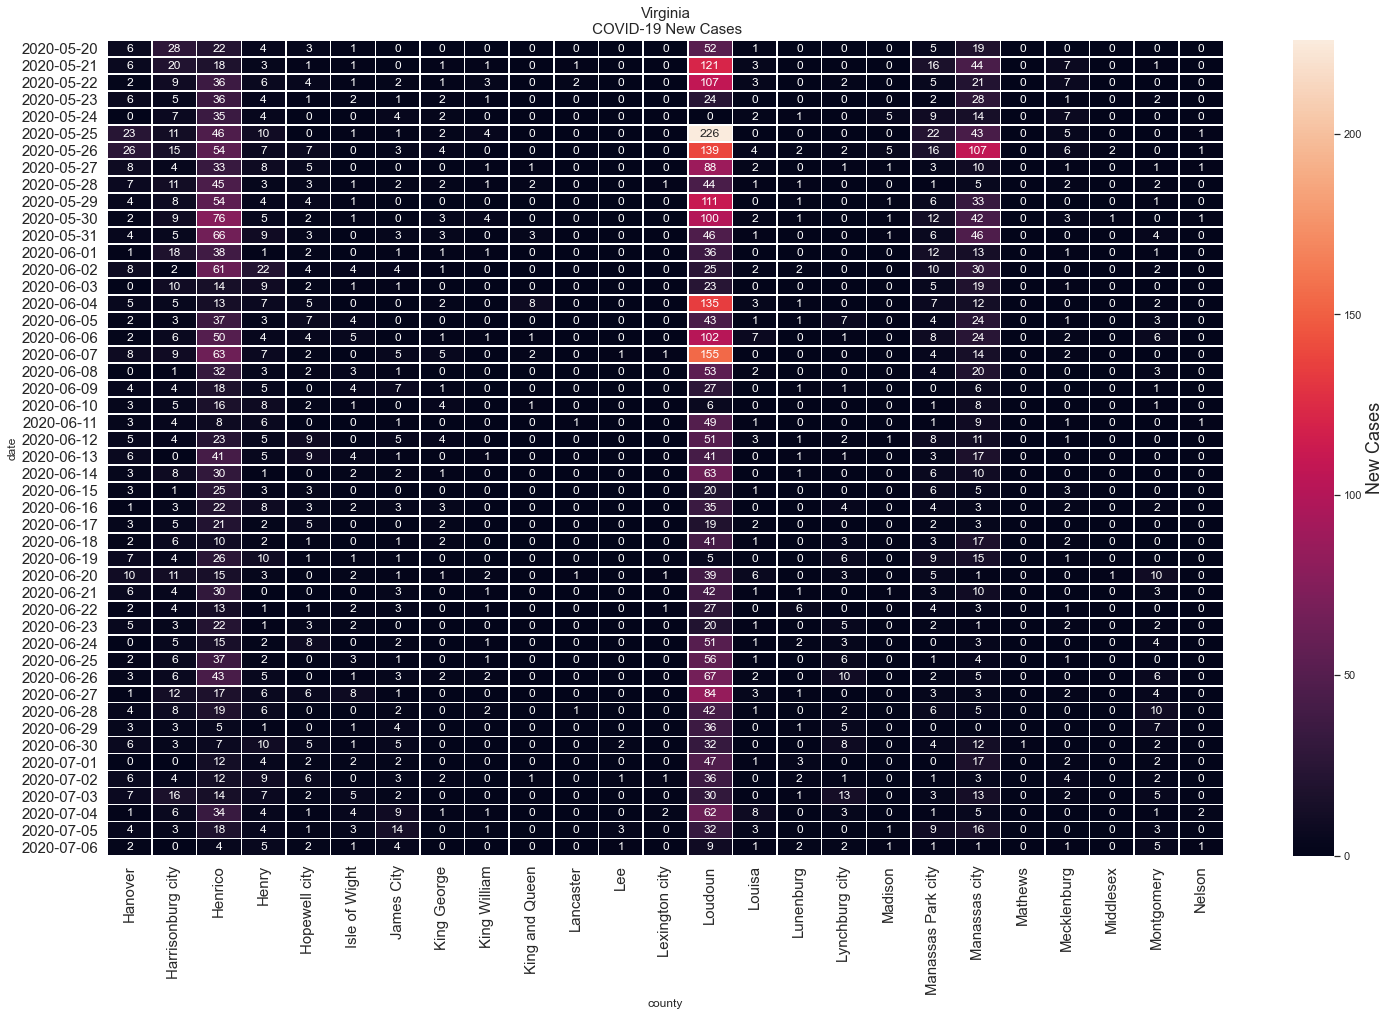 Virginia
COVID-19 New Cases
2020-05-20 6 28 22 4 3 1 0 0 0 0 0 0 0 52 1 0 0 0 5 19 0 0 0 0 0
2020-05-21 6 20 18 3 1 1 0 1 1 0 1 0 0 121 3 0 0 0 16 44 0 7 0 1 0
2020-05-22 2 9 36 6 4 1 2 1 3 0 2 0 0 107 3 0 2 0 5 21 0 7 0 0 0
2020-05-23 6 5 36 4 1 2 1 2 1 0 0 0 0 24 0 0 0 0 2 28 0 1 0 2 0
2020-05-24 0 7 35 4 0 0 4 2 0 0 0 0 0 0 2 1 0 5 9 14 0 7 0 0 0
2020-05-25 23 11 46 10 0 1 1 2 4 0 0 0 0 226 0 0 0 0 22 43 0 5 0 0 1
2020-05-26 26 15 54 7 7 0 3 4 0 0 0 0 0 139 4 2 2 5 16 107 0 6 2 0 1
2020-05-27 8 4 33 8 5 0 0 0 1 1 0 0 0 88 2 0 1 1 3 10 0 1 0 1 1
2020-05-28 7 11 45 3 3 1 2 2 1 2 0 0 1 44 1 1 0 0 1 5 0 2 0 2 0
2020-05-29 4 8 54 4 4 1 0 0 0 0 0 0 0 111 0 1 0 1 6 33 0 0 0 1 0
2020-05-30 2 9 76 5 2 1 0 3 4 0 0 0 0 100 2 1 0 1 12 42 0 3 1 0 1
2020-05-31 4 5 66 9 3 0 3 3 0 3 0 0 0 46 1 0 0 1 6 46 0 0 0 4 0
2020-06-01 1 18 38 1 2 0 1 1 1 0 0 0 0 36 0 0 0 0 12 13 0 1 0 1 0
2020-06-02 8 2 61 22 4 4 4 1 0 0 0 0 0 25 2 2 0 0 10 30 0 0 0 2 0
2020-06-03 0 10 14 9 2 1 1 0 0 0 0 0 0 23 0 0 0 0 5 19 0 1 0 0 0
2020-06-04 5 5 13 7 5 0 0 2 0 8 0 0 0 135 3 1 0 0 7 12 0 0 0 2 0
2020-06-05 2 3 37 3 7 4 0 0 0 0 0 0 0 43 1 1 7 0 4 24 0 1 0 3 0
2020-06-06 2 6 50 4 4 5 0 1 1 1 0 0 0 102 7 0 1 0 8 24 0 2 0 6 0
2020-06-07 8 9 63 7 2 0 5 5 0 2 0 1 1 155 0 0 0 0 4 14 0 2 0 0 0
2020-06-08 0 1 32 3 2 3 1 0 0 0 0 0 0 53 2 0 0 0 4 20 0 0 0 3 0
2020-06-09 4 4 18 5 0 4 7 1 0 0 0 0 0 27 0 1 1 0 0 6 0 0 0 1 0
2020-06-10 3 5 16 8 2 1 0 4 0 1 0 0 0 6 0 0 0 0 1 8 0 0 0 1 0
2020-06-11 3 4 8 6 0 0 1 0 0 0 1 0 0 49 1 0 0 0 1 9 0 1 0 0 1
2020-06-12 5 4 23 5 9 0 5 4 0 0 0 0 0 51 3 1 2 1 8 11 0 1 0 0 0
2020-06-13 6 0 41 5 9 4 1 0 1 0 0 0 0 41 0 1 1 0 3 17 0 0 0 0 0
2020-06-14 3 8 30 1 0 2 2 1 0 0 0 0 0 63 0 1 0 0 6 10 0 0 0 0 0
2020-06-15 3 1 25 3 3 0 0 0 0 0 0 0 0 20 1 0 0 0 6 5 0 3 0 0 0
2020-06-16 1 3 22 8 3 2 3 3 0 0 0 0 0 35 0 0 4 0 4 3 0 2 0 2 0
2020-06-17 3 5 21 2 5 0 0 2 0 0 0 0 0 19 2 0 0 0 2 3 0 0 0 0 0
2020-06-18 2 6 10 2 1 0 1 2 0 0 0 0 0 41 1 0 3 0 3 17 0 2 0 0 0
2020-06-19 7 4 26 10 1 1 1 0 0 0 0 0 0 5 0 0 6 0 9 15 0 1 0 0 0
2020-06-20 10 11 15 3 0 2 1 1 2 0 1 0 1 39 6 0 3 0 5 1 0 0 1 10 0
2020-06-21 6 4 30 0 0 0 3 0 1 0 0 0 0 42 1 1 0 1 3 10 0 0 0 3 0
2020-06-22 2 4 13 1 1 2 3 0 1 0 0 0 1 27 0 6 0 0 4 3 0 1 0 0 0
2020-06-23 5 3 22 1 3 2 0 0 0 0 0 0 0 20 1 0 5 0 2 1 0 2 0 2 0
2020-06-24 0 5 15 2 8 0 2 0 1 0 0 0 0 51 1 2 3 0 0 3 0 0 0 4 0
2020-06-25 2 6 37 2 0 3 1 0 1 0 0 0 0 56 1 0 6 0 1 4 0 1 0 0 0
2020-06-26 3 6 43 5 0 1 3 2 2 0 0 0 0 67 2 0 10 0 2 5 0 0 0 6 0
2020-06-27 1 12 17 6 6 8 1 0 0 0 0 0 0 84 3 1 0 0 3 3 0 2 0 4 0
2020-06-28 4 8 19 6 0 0 2 0 2 0 1 0 0 42 1 0 2 0 6 5 0 0 0 10 0
2020-06-29 3 3 5 1 0 1 4 0 0 0 0 0 0 36 0 1 5 0 0 0 0 0 0 7 0
2020-06-30 6 3 7 10 5 1 5 0 0 0 0 2 0 32 0 0 8 0 4 12 1 0 0 2 0
2020-07-01 0 0 12 4 2 2 2 0 0 0 0 0 0 47 1 3 0 0 0 17 0 2 0 2 0
2020-07-02 6 4 12 9 6 0 3 2 0 1 0 1 1 36 0 2 1 0 1 3 0 4 0 2 0
2020-07-03 7 16 14 7 2 5 2 0 0 0 0 0 0 30 0 1 13 0 3 13 0 2 0 5 0
2020-07-04 1 6 34 4 1 4 9 1 1 0 0 0 2 62 8 0 3 0 1 5 0 0 0 1 2
2020-07-05 4 3 18 4 1 3 14 0 1 0 0 3 0 32 3 0 0 1 9 16 0 0 0 3 0
2020-07-06 2 0 4 5 2 1 4 0 0 0 0 1 0 9 1 2 2 1 1 1 0 1 0 5 1
date
Hanover
Harrisonburg city
Henrico
Henry
Hopewell city
Isle of Wight
James City
King George
King William
King and Queen
Lancaster
Lee
Lexington city
Loudoun
Louisa
Lunenburg
Lynchburg city
Madison
Manassas Park city
Manassas city
Mathews
Mecklenburg
Middlesex
Montgomery
Nelson
county
200
150
100
50
0
New Cases